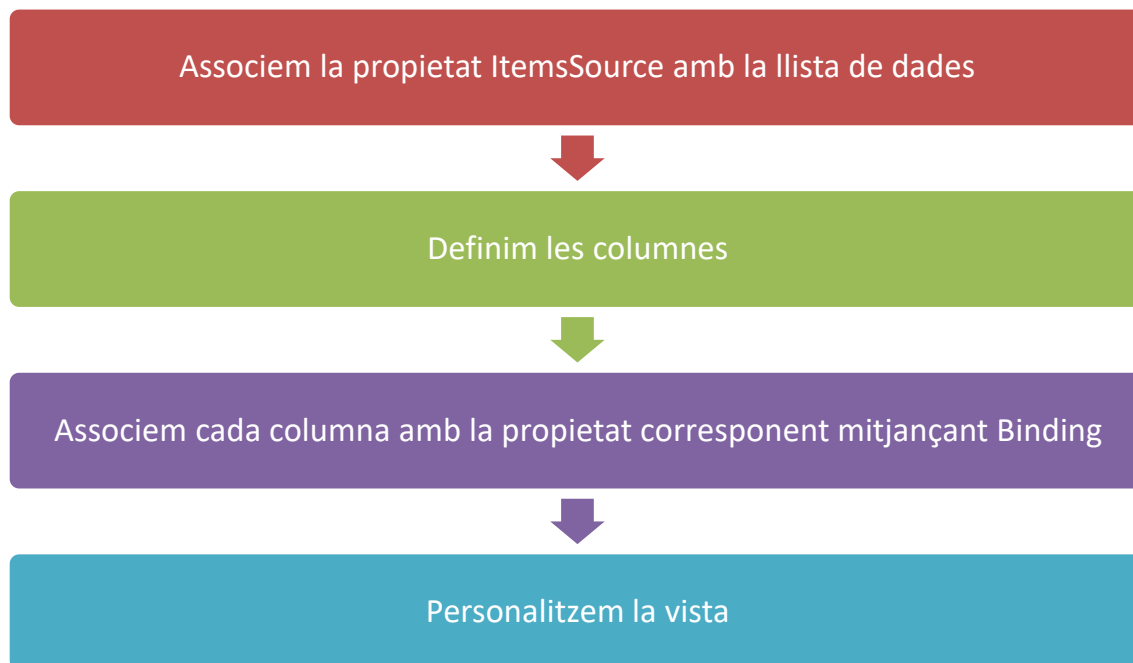 Associem la propietat ItemsSource amb la llista de dades
Definim les columnes
Associem cada columna amb la propietat corresponent mitjançant Binding
Personalitzem la vista